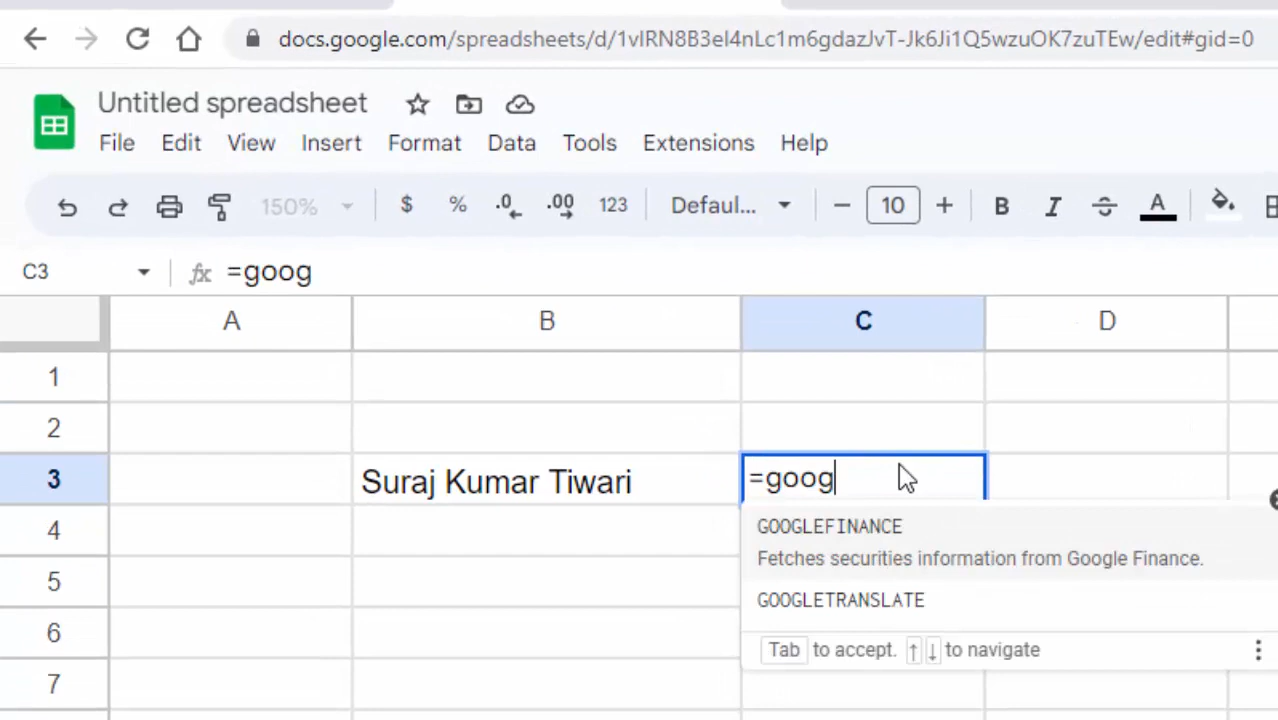 docs.google.com/spreadsheets/d/1vlRN8B3el4nLc1m6gdazJvT-Jk6Ji1Q5wzuOK7zuTEw/edit#gid=0
Untitled spreadsheet
File Edit View Insert Format Data Tools Extensions Help
150% $ % .0 .00 123 Defaul... − 10 + B I S A
C3 fx =goog
A B C D
1
2
3 Suraj Kumar Tiwari =goog
4
GOOGLEFINANCE
Fetches securities information from Google Finance.
5
GOOGLETRANSLATE
6
Tab to accept. ↑ ↓ to navigate
7